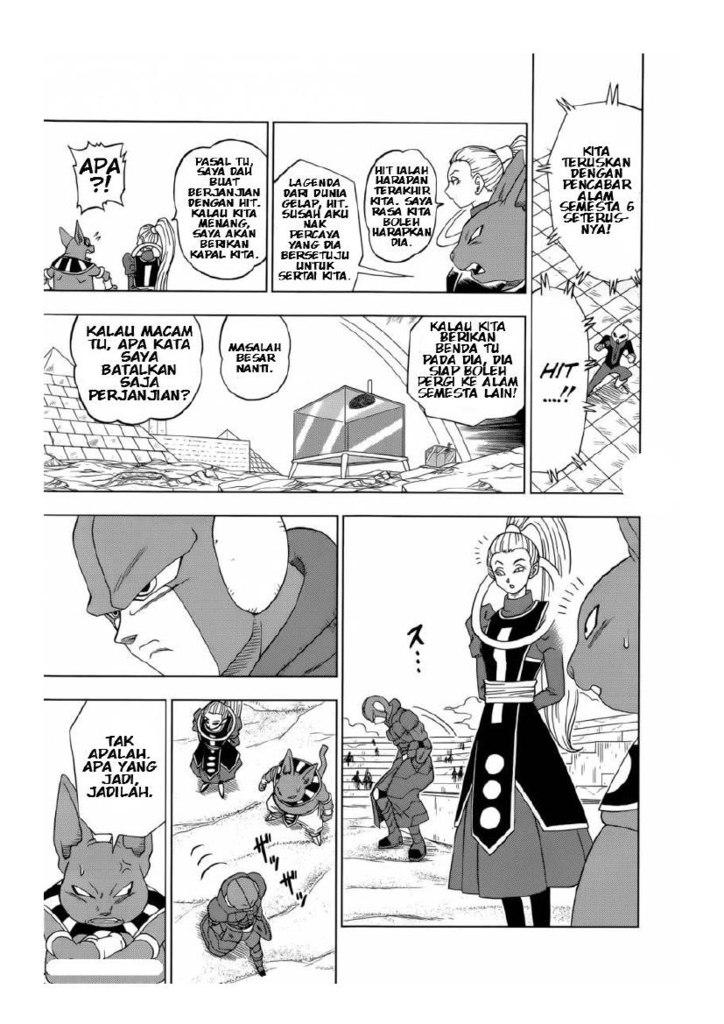 KITA
TERUSKAN
DENGAN
PENCABAR
ALAM
SEMESTA 6
SETERUS-
NYA!
HIT
....!!
HIT IALAH
HARAPAN
TERAKHIR
KITA. SAYA
RASA KITA
BOLEH
HARAPKAN
DIA.
LAGENDA
DARI DUNIA
GELAP, HIT.
SUSAH AKU
NAK
PERCAYA
YANG DIA
BERSETUJU
UNTUK
SERTAI KITA.
PASAL TU,
SAYA DAH
BUAT
BERJANJIAN
DENGAN HIT.
KALAU KITA
MENANG,
SAYA AKAN
BERIKAN
KAPAL KITA.
APA
?!
KALAU KITA
BERIKAN
BENDA TU
PADA DIA, DIA
SIAP BOLEH
PERGI KE ALAM
SEMESTA LAIN!
MASALAH
BESAR
NANTI.
KALAU MACAM
TU, APA KATA
SAYA
BATALKAN
SAJA
PERJANJIAN?
ス...
ザッ
ザッ
TAK
APALAH.
APA YANG
JADI,
JADILAH.